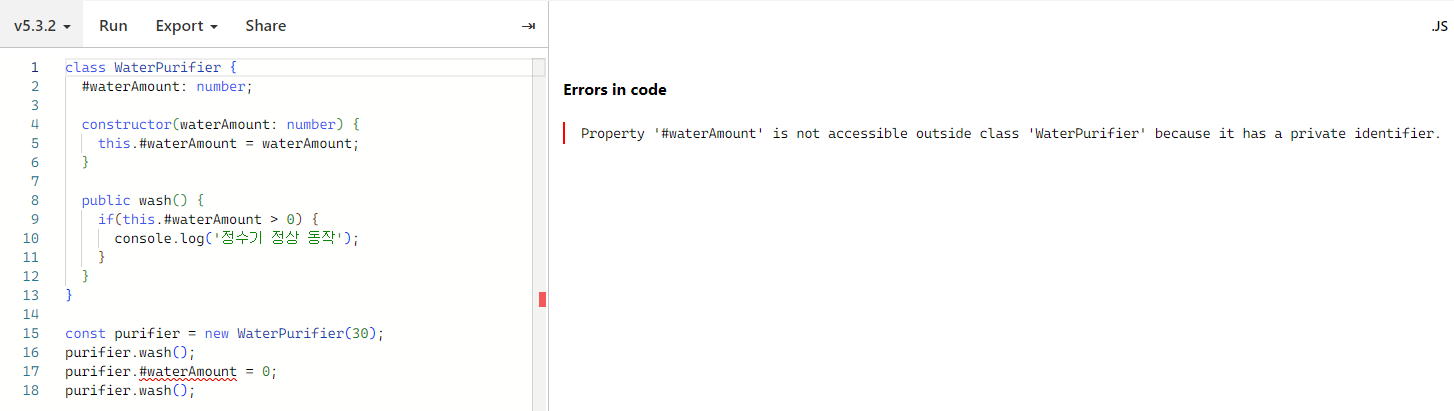 v5.3.2 Run Export Share .JS
1 class WaterPurifier {
2 #waterAmount: number;
3
4 constructor(waterAmount: number) {
5 this.#waterAmount = waterAmount;
6 }
7
8 public wash() {
9 if(this.#waterAmount > 0) {
10 console.log('정수기 정상 동작');
11 }
12 }
13 }
14
15 const purifier = new WaterPurifier(30);
16 purifier.wash();
17 purifier.#waterAmount = 0;
18 purifier.wash();
Errors in code
Property '#waterAmount' is not accessible outside class 'WaterPurifier' because it has a private identifier.